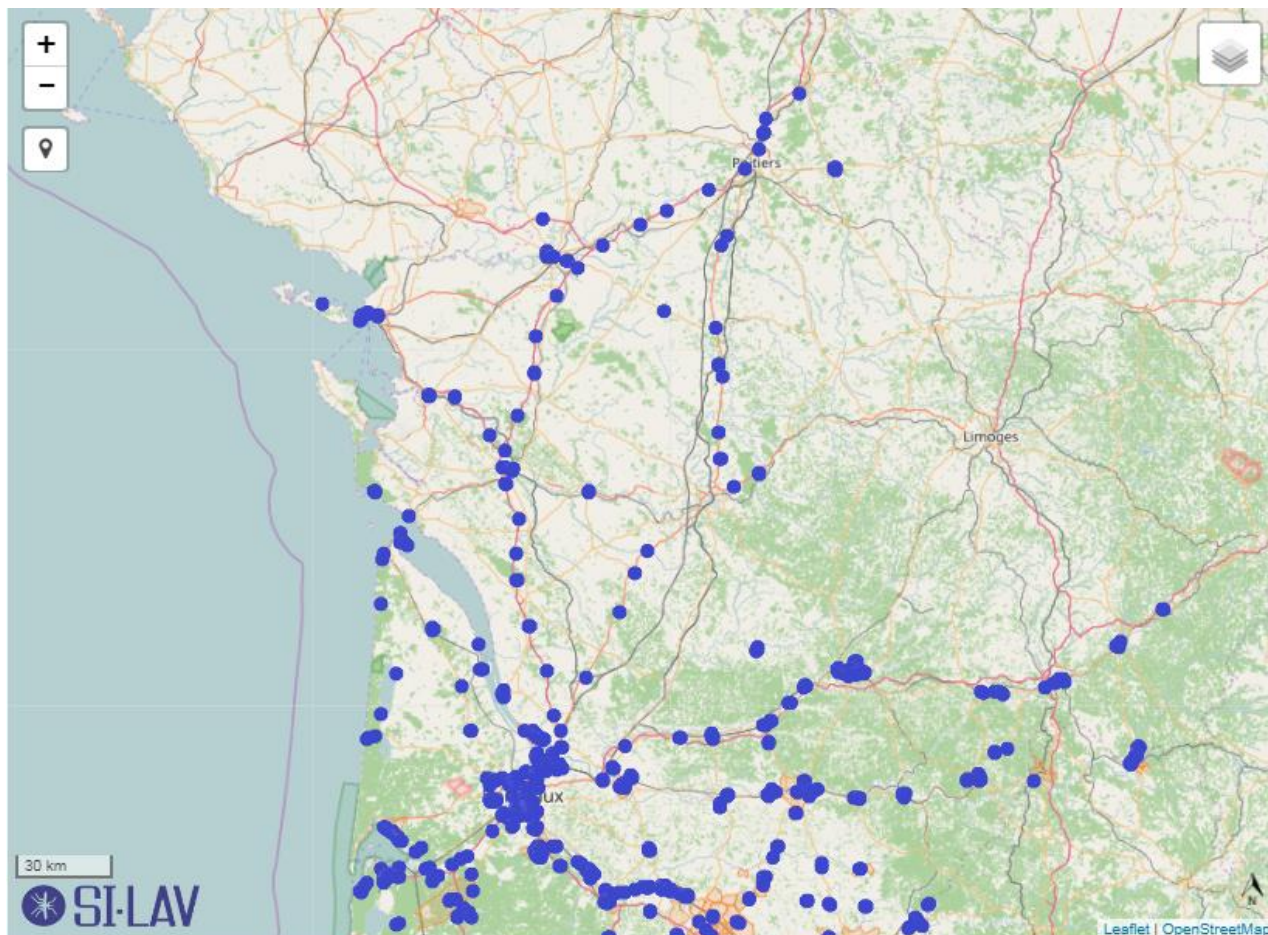 +
−
Poitiers
Limoges
30 km
SI-LAV
N
Leaflet | OpenStreetMap